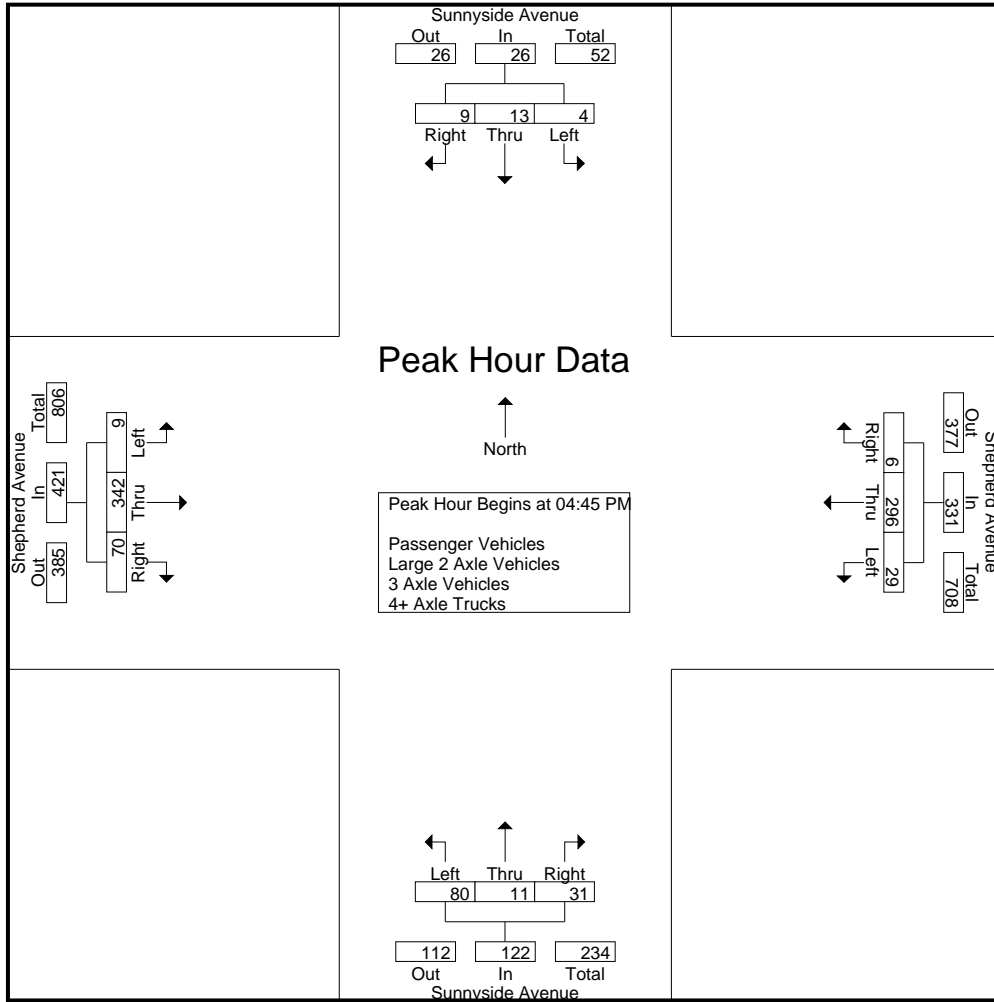 Sunnyside Avenue
Out In Total
26 26 52
9 13 4
Right Thru Left
Peak Hour Data
North
Peak Hour Begins at 04:45 PM
Passenger Vehicles
Large 2 Axle Vehicles
3 Axle Vehicles
4+ Axle Trucks
Shepherd Avenue
Out In Total
385 421 806
70 342 9
Right Thru Left
Shepherd Avenue
Out In Total
377 331 708
6 296 29
Right Thru Left
Left Thru Right
80 11 31
112 122 234
Out In Total
Sunnyside Avenue